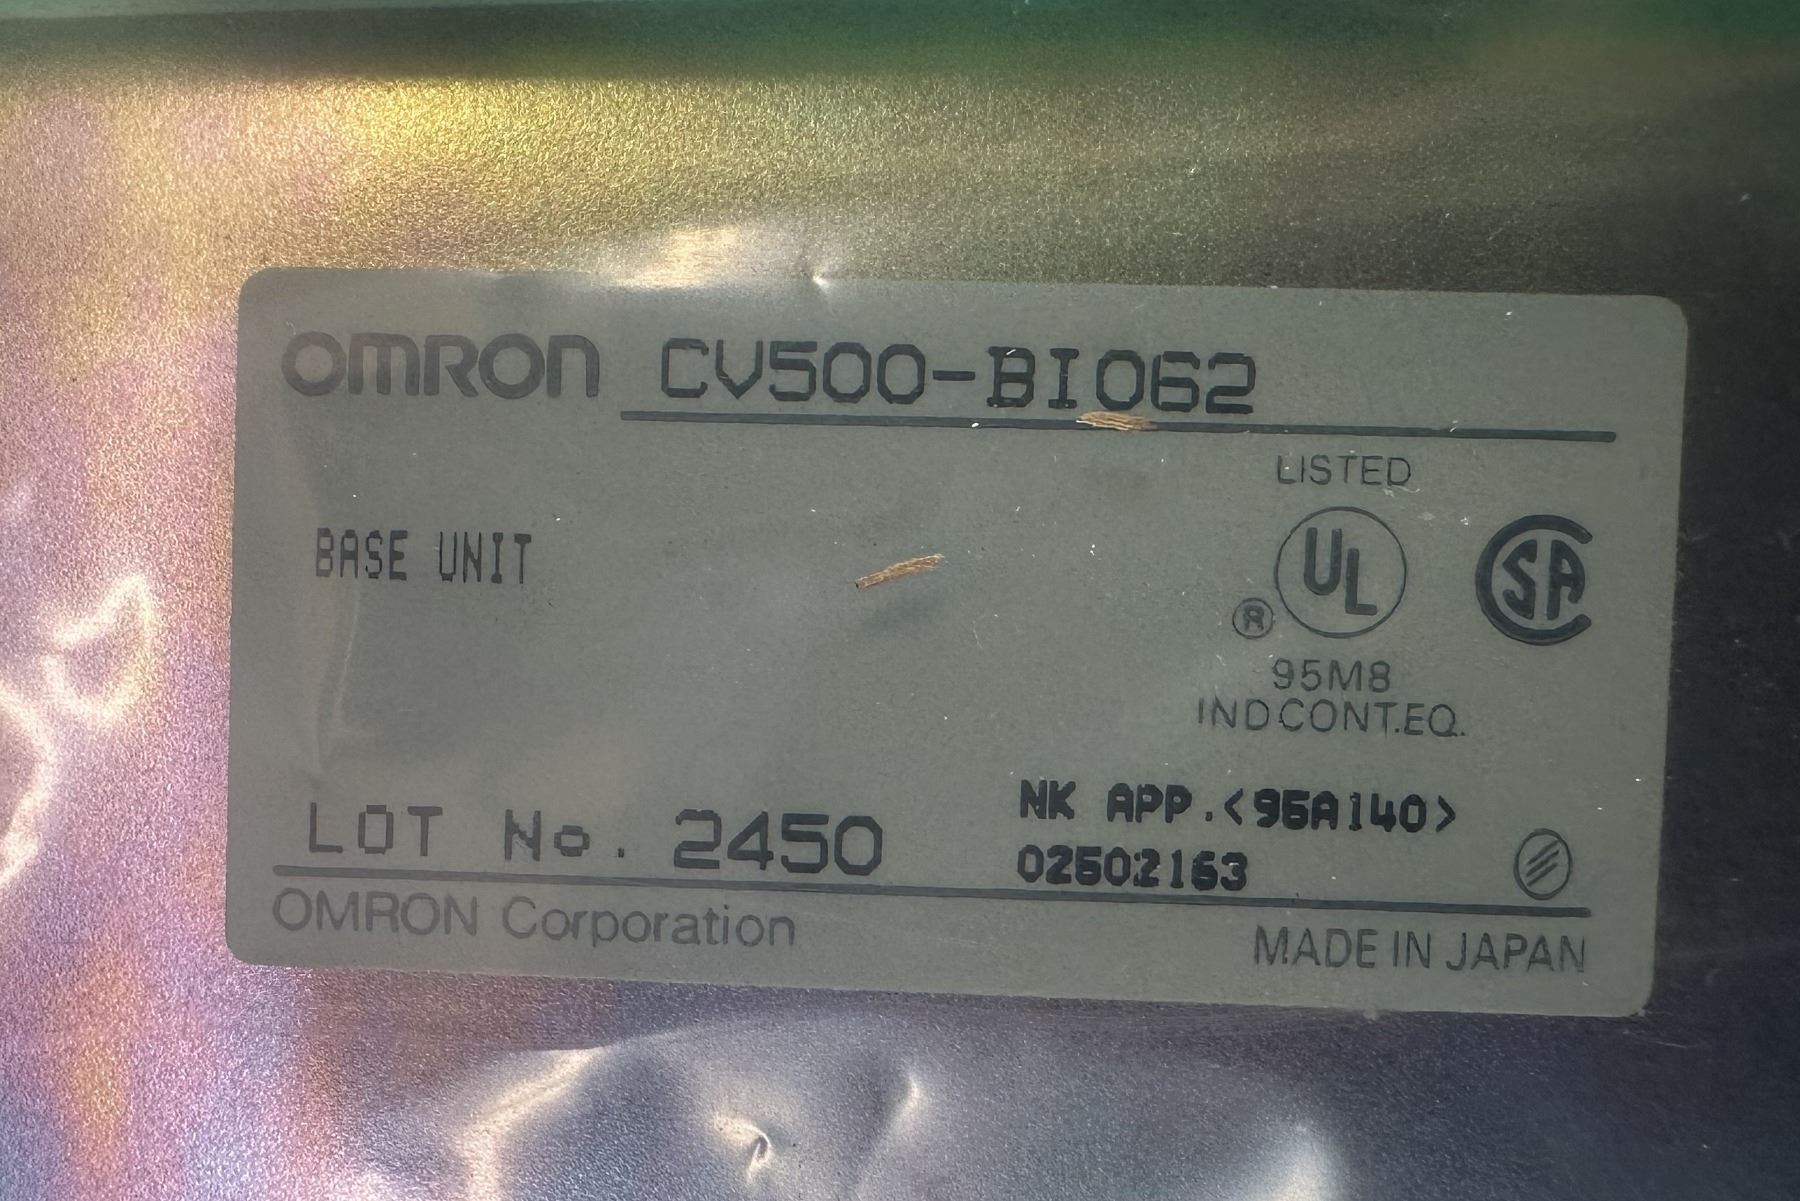 OMRON CV500-BI062
LISTED
BASE UNIT
UL
®
SA
95M8
IND CONT.EQ.
NK APP.<95A140>
LOT No. 2450
02502163
OMRON Corporation
MADE IN JAPAN